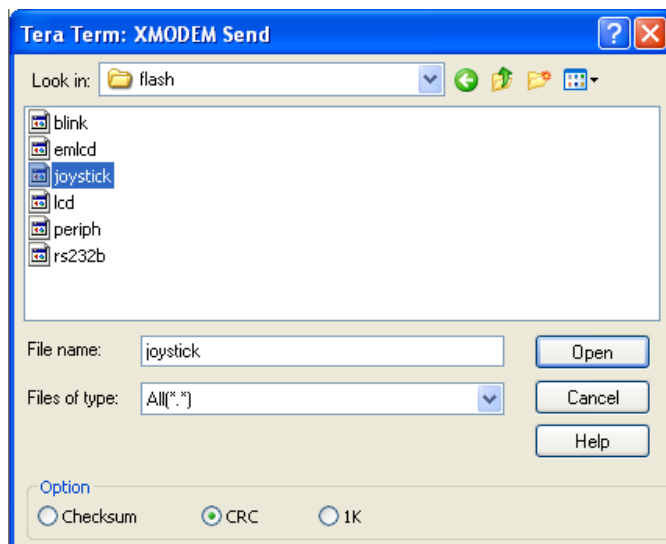 Tera Term: XMODEM Send
Look in: flash
blink
emlcd
joystick
lcd
periph
rs232b
File name: joystick Open
Files of type: All(*.*) Cancel
Help
Option
Checksum CRC 1K